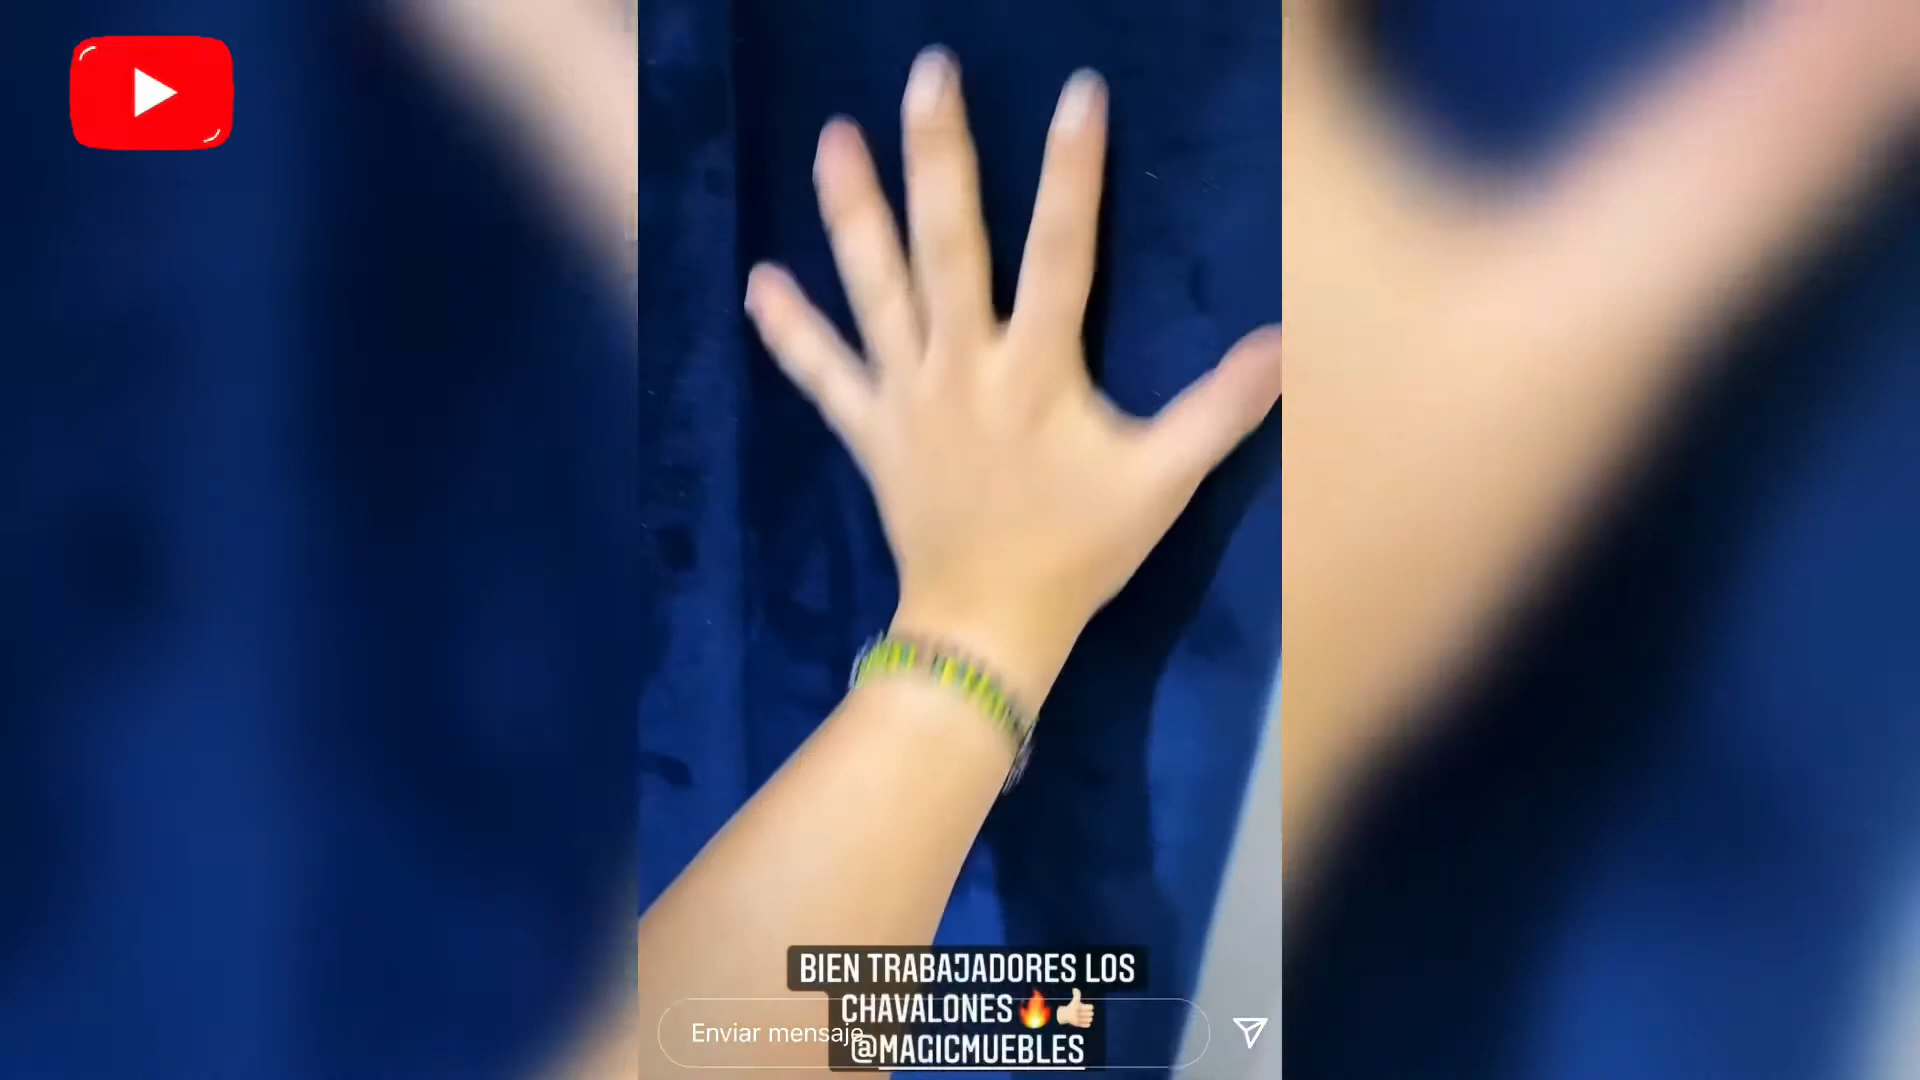 BIEN TRABAJADORES LOS
CHAVALONES🔥👍🏻
Enviar mensaje
@MAGICMUEBLES